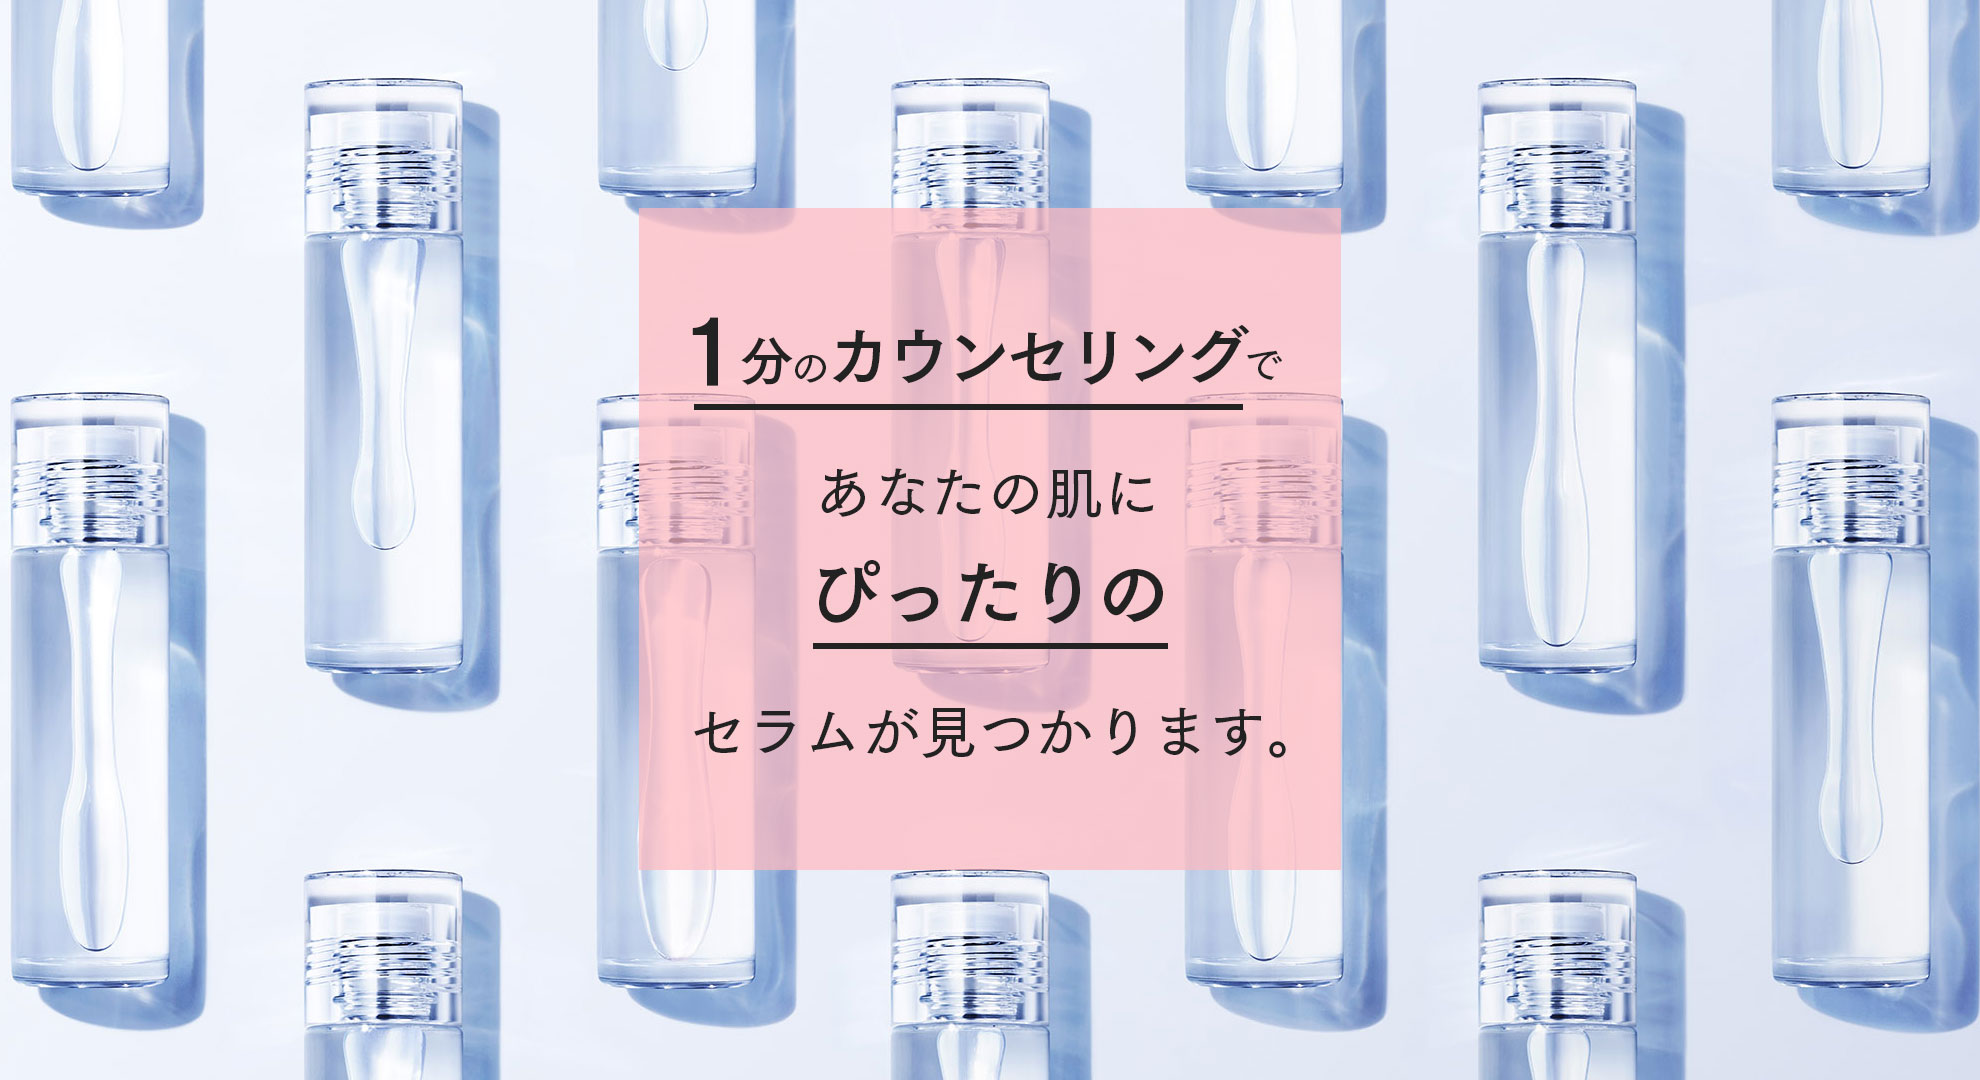 1分のカウンセリングで
あなたの肌に
ぴったりの
セラムが見つかります。